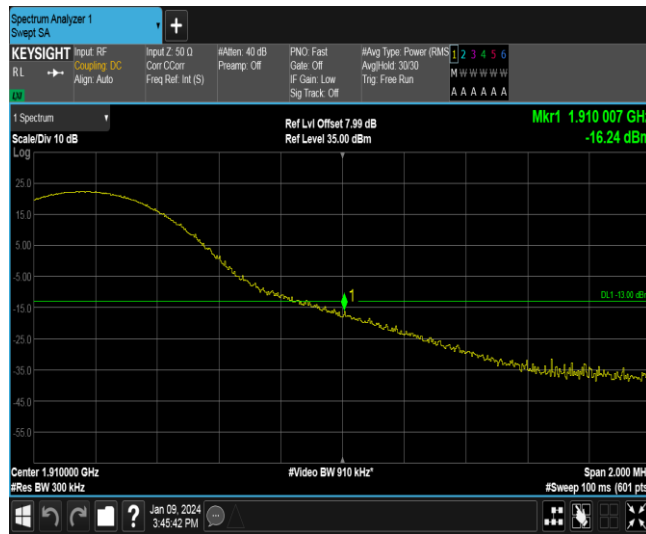 Spectrum Analyzer 1
Swept SA
+
KEYSIGHT
RL
Input: RF
Coupling: DC
Align: Auto
Input Z: 50 Ω
Corr CCorr
Freq Ref: Int (S)
#Atten: 40 dB
Preamp: Off
PNO: Fast
Gate: Off
IF Gain: Low
Sig Track: Off
#Avg Type: Power (RMS
Avg|Hold: 30/30
Trig: Free Run
1 2 3 4 5 6
M W W W W W
A A A A A A
1 Spectrum
Scale/Div 10 dB
Log
Ref Lvl Offset 7.99 dB
Ref Level 35.00 dBm
Mkr1 1.910 007 GH
-16.24 dBm
25.0
15.0
5.00
-5.00
-15.0
-25.0
-35.0
-45.0
-55.0
1
DL1 -13.00 dBm
Center 1.910000 GHz
#Res BW 300 kHz
#Video BW 910 kHz*
Span 2.000 MH
#Sweep 100 ms (601 pts
?
Jan 09, 2024
3:45:42 PM